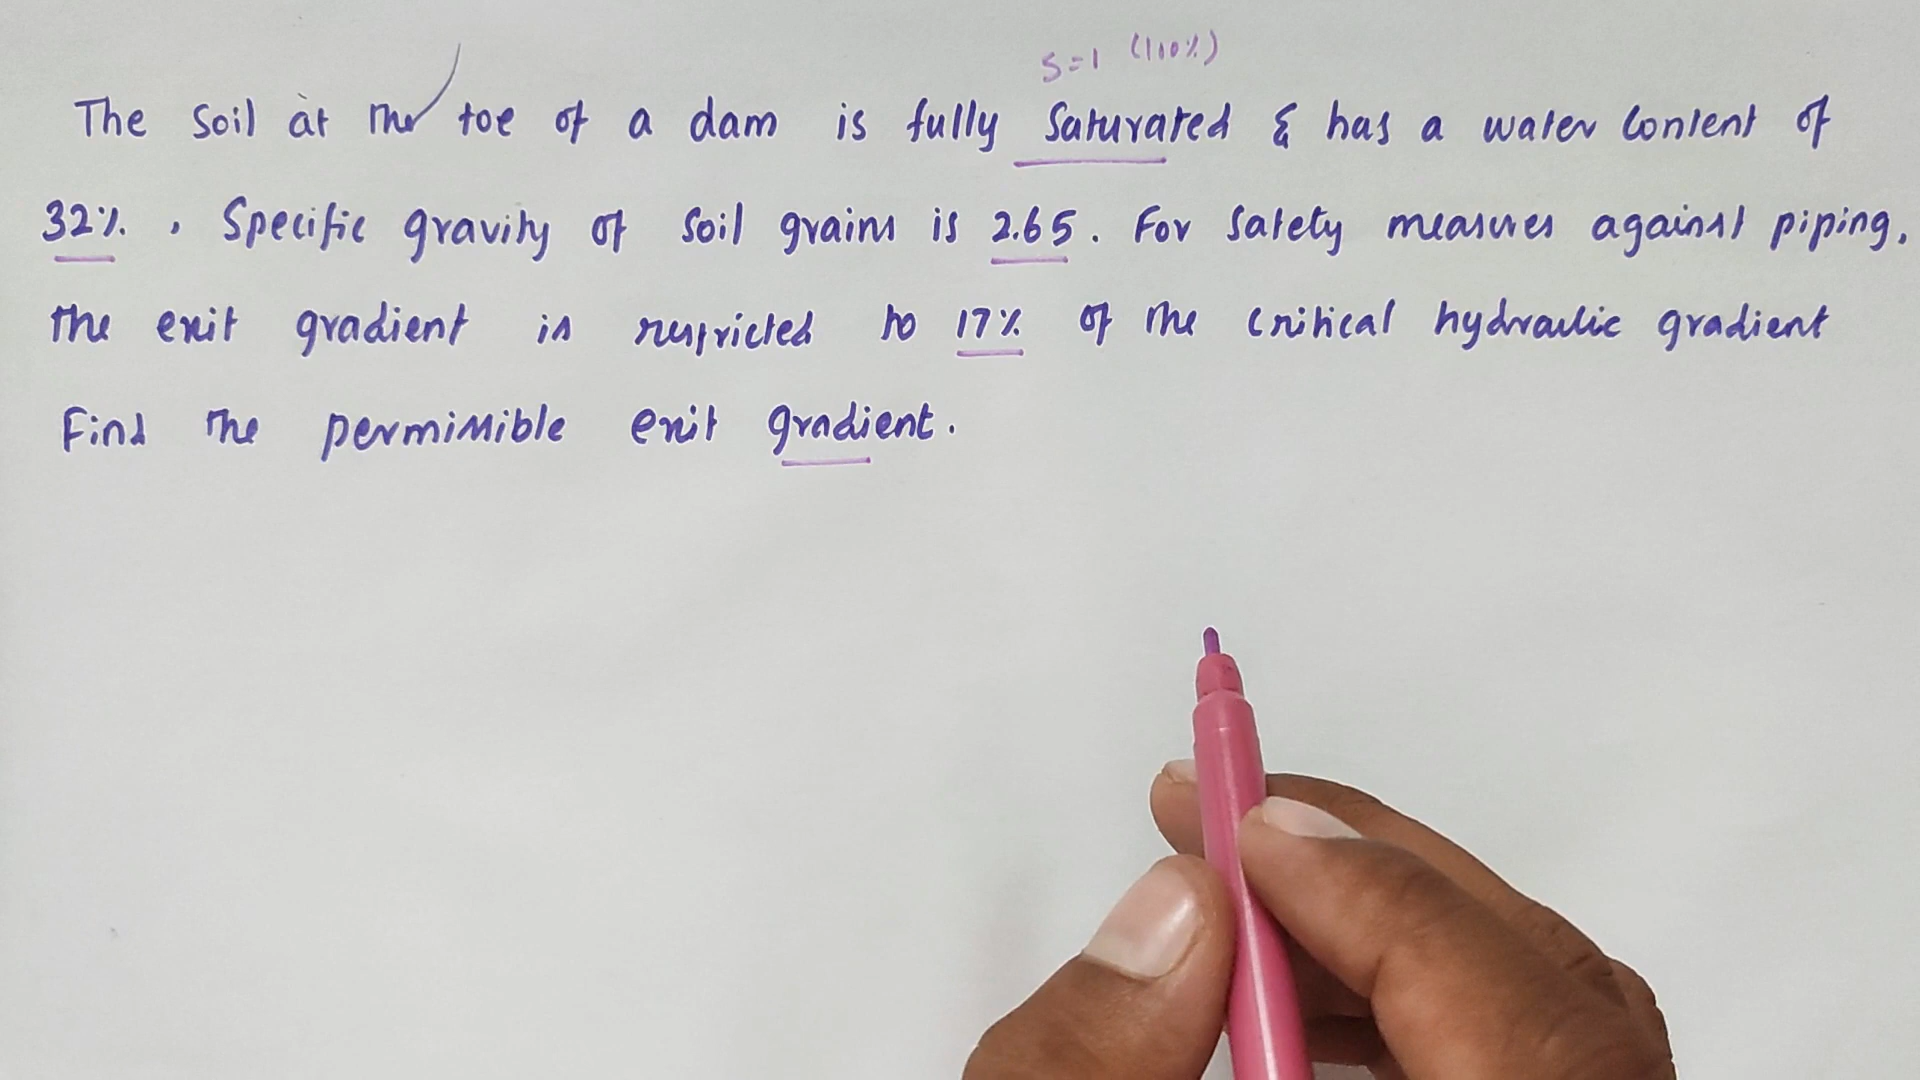 S=1 (100%)
The soil at the toe of a dam is fully saturated & has a water content of
32%. , Specific gravity of soil grains is 2.65. For safety measures against piping,
the exit gradient is restricted to 17% of the critical hydraulic gradient
Find the permissible exit gradient.